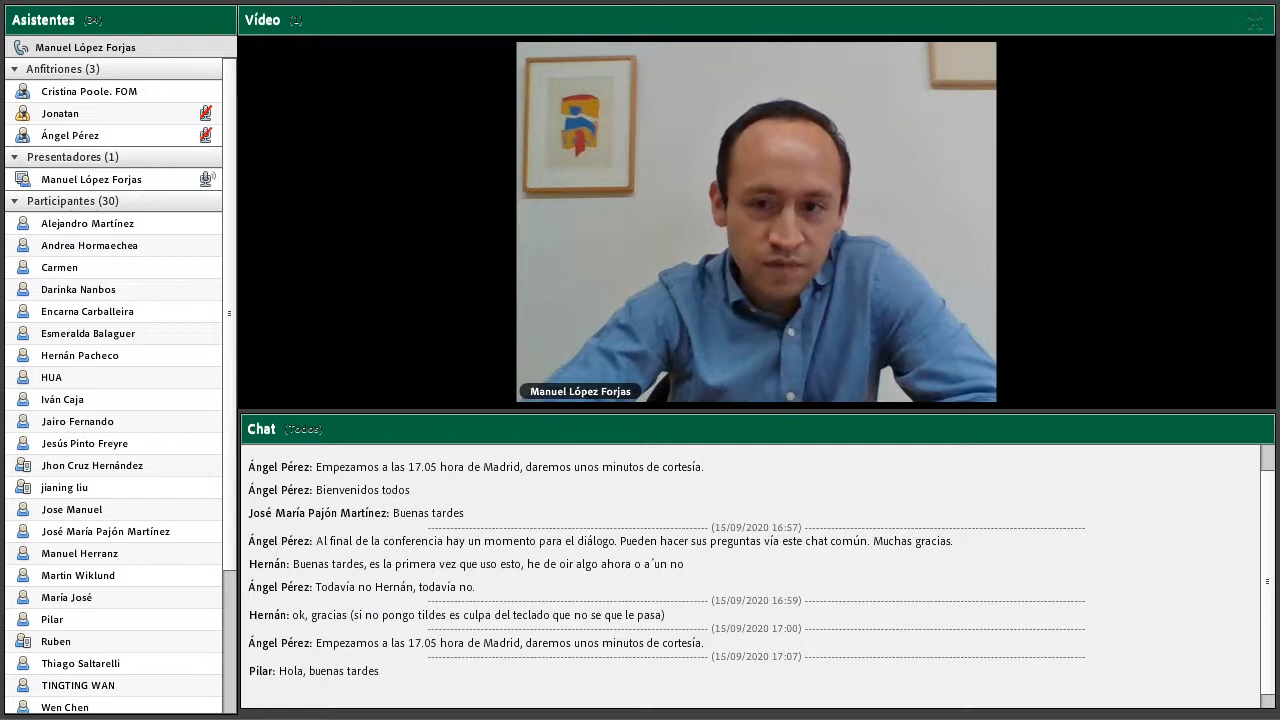 Asistentes (34)
Manuel López Forjas
Anfitriones (3)
Cristina Poole. FOM
Jonatan
Ángel Pérez
Presentadores (1)
Manuel López Forjas
Participantes (30)
Alejandro Martínez
Andrea Hormaechea
Carmen
Darinka Nanbos
Encarna Carballeira
Esmeralda Balaguer
Hernán Pacheco
HUA
Iván Caja
Jairo Fernando
Jesús Pinto Freyre
Jhon Cruz Hernández
jianing liu
Jose Manuel
José María Pajón Martínez
Manuel Herranz
Martin Wiklund
María José
Pilar
Ruben
Thiago Saltarelli
TINGTING WAN
Wen Chen
Vídeo (1)
Manuel López Forjas
Chat (Todos)
Ángel Pérez: Empezamos a las 17.05 hora de Madrid, daremos unos minutos de cortesía.
Ángel Pérez: Bienvenidos todos
José María Pajón Martínez: Buenas tardes
(15/09/2020 16:57)
Ángel Pérez: Al final de la conferencia hay un momento para el diálogo. Pueden hacer sus preguntas vía este chat común. Muchas gracias.
Hernán: Buenas tardes, es la primera vez que uso esto, he de oir algo ahora o a´un no
Ángel Pérez: Todavía no Hernán, todavía no.
(15/09/2020 16:59)
Hernán: ok, gracias (si no pongo tildes es culpa del teclado que no se que le pasa)
(15/09/2020 17:00)
Ángel Pérez: Empezamos a las 17.05 hora de Madrid, daremos unos minutos de cortesía.
(15/09/2020 17:07)
Pilar: Hola, buenas tardes